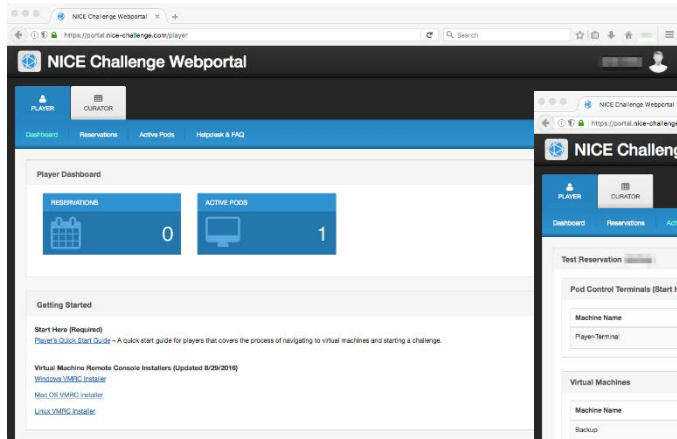 NICE Challenge Webportal
https://portal.nice-challenge.com/player
Search
NICE Challenge Webportal
PLAYER
CURATOR
Dashboard
Reservations
Active Pods
Helpdesk & FAQ
Player Dashboard
RESERVATIONS
0
ACTIVE PODS
1
Getting Started
Start Here (Required)
Player's Quick Start Guide – A quick start guide for players that covers the process of navigating to virtual machines and starting a challenge.
Virtual Machine Remote Console Installers (Updated 8/29/2016)
Windows VMRC Installer
Mac OS VMRC Installer
Linux VMRC Installer
NICE Challenge Webportal
https://portal.nice-challenge
NICE Challeng
PLAYER
CURATOR
Dashboard
Reservations
Test Reservation
Pod Control Terminals (Start H
Machine Name
Player-Terminal
Virtual Machines
Machine Name
Backup